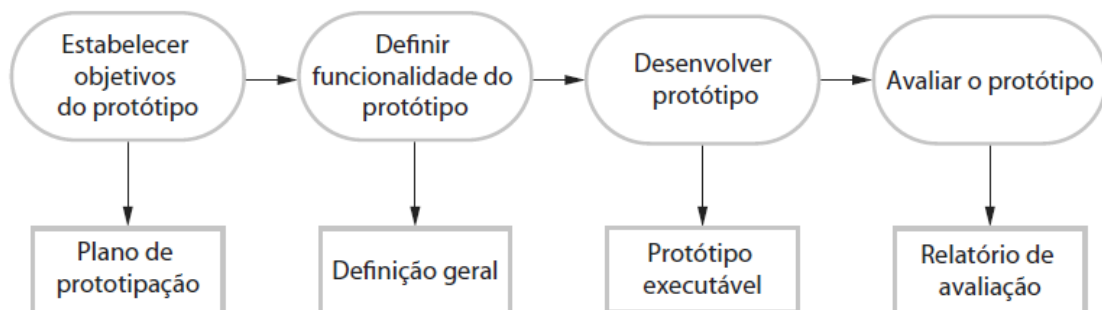 Estabelecer
objetivos
do protótipo
Definir
funcionalidade do
protótipo
Desenvolver
protótipo
Avaliar o protótipo
Plano de
prototipação
Definição geral
Protótipo
executável
Relatório de
avaliação